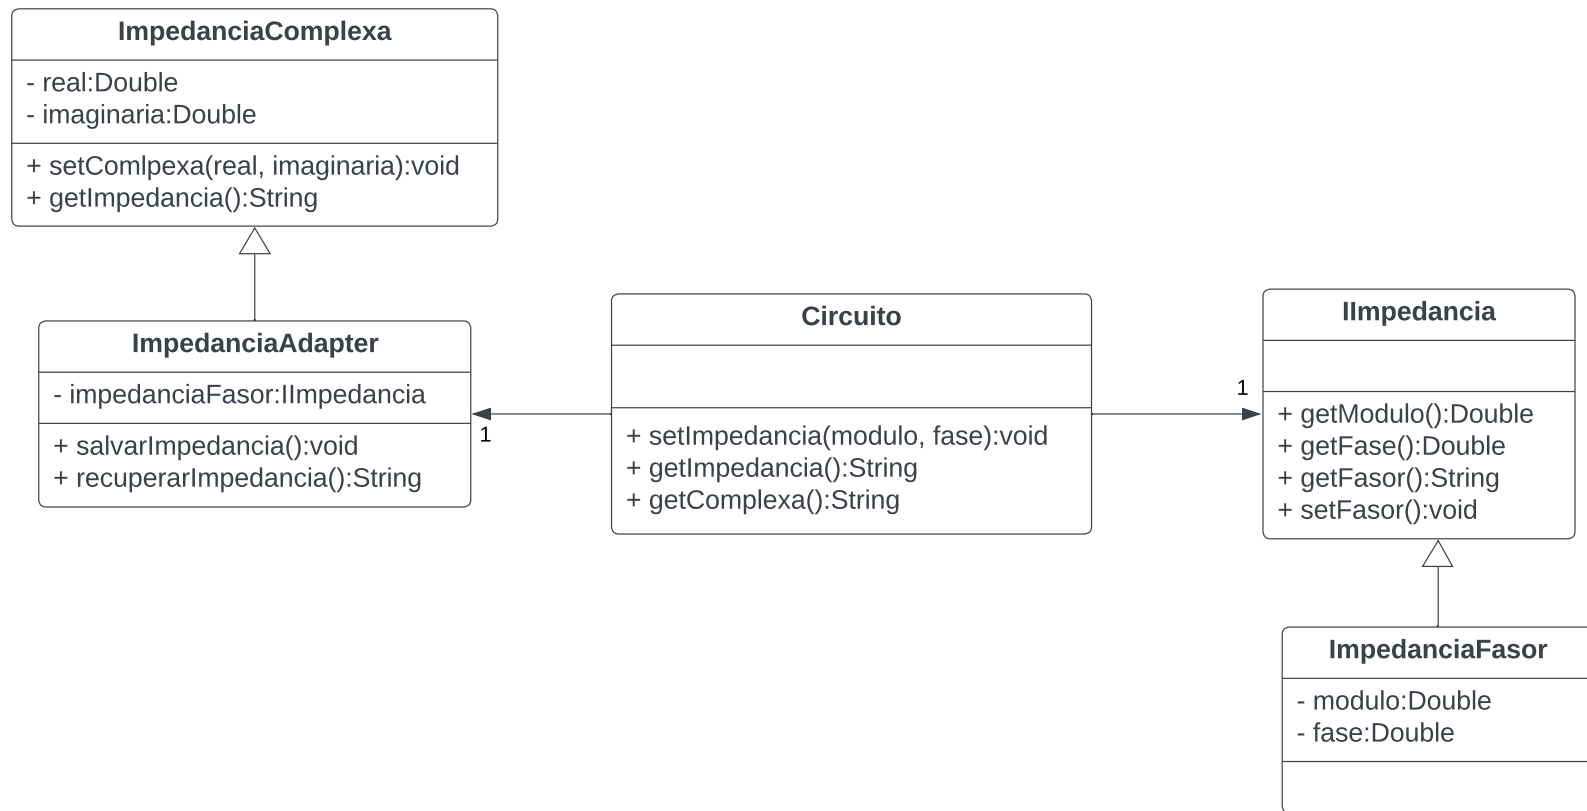 ImpedanciaComplexa
- real:Double
- imaginaria:Double
+ setComlpexa(real, imaginaria):void
+ getImpedancia():String
ImpedanciaAdapter
- impedanciaFasor:IImpedancia
+ salvarImpedancia():void
+ recuperarImpedancia():String
1
Circuito
+ setImpedancia(modulo, fase):void
+ getImpedancia():String
+ getComplexa():String
1
IImpedancia
+ getModulo():Double
+ getFase():Double
+ getFasor():String
+ setFasor():void
ImpedanciaFasor
- modulo:Double
- fase:Double